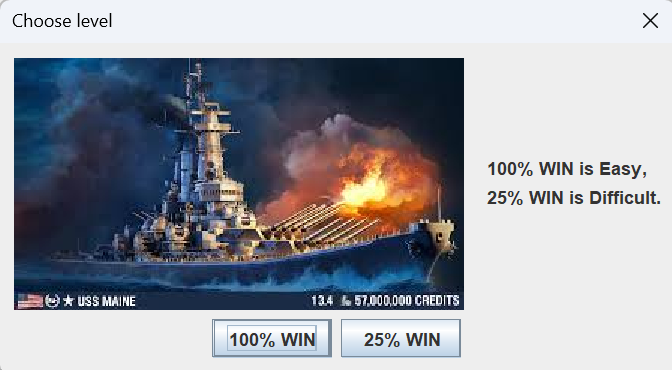 Choose level
100% WIN is Easy,
25% WIN is Difficult.
★ USS MAINE
13.4 57,000,000 CREDITS
100% WIN
25% WIN